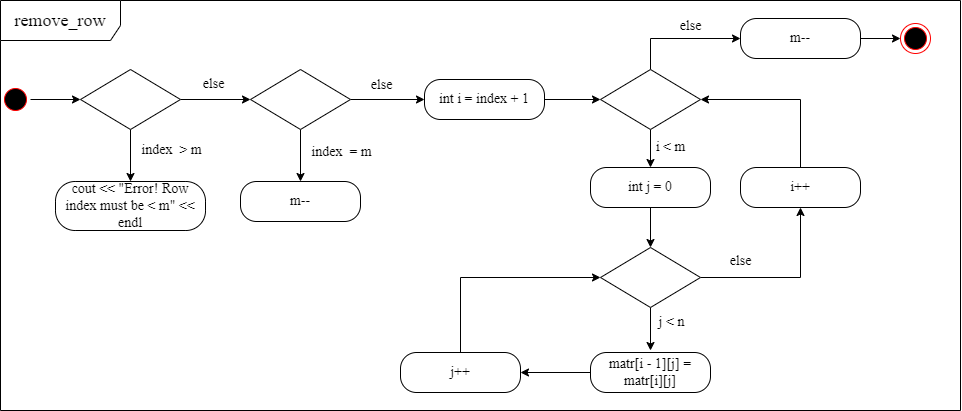 remove_row
else
else
else
m--
int i = index + 1
index > m
index = m
i < m
cout << "Error! Row
index must be < m" <<
endl
m--
int j = 0
i++
else
j < n
j++
matr[i - 1][j] =
matr[i][j]